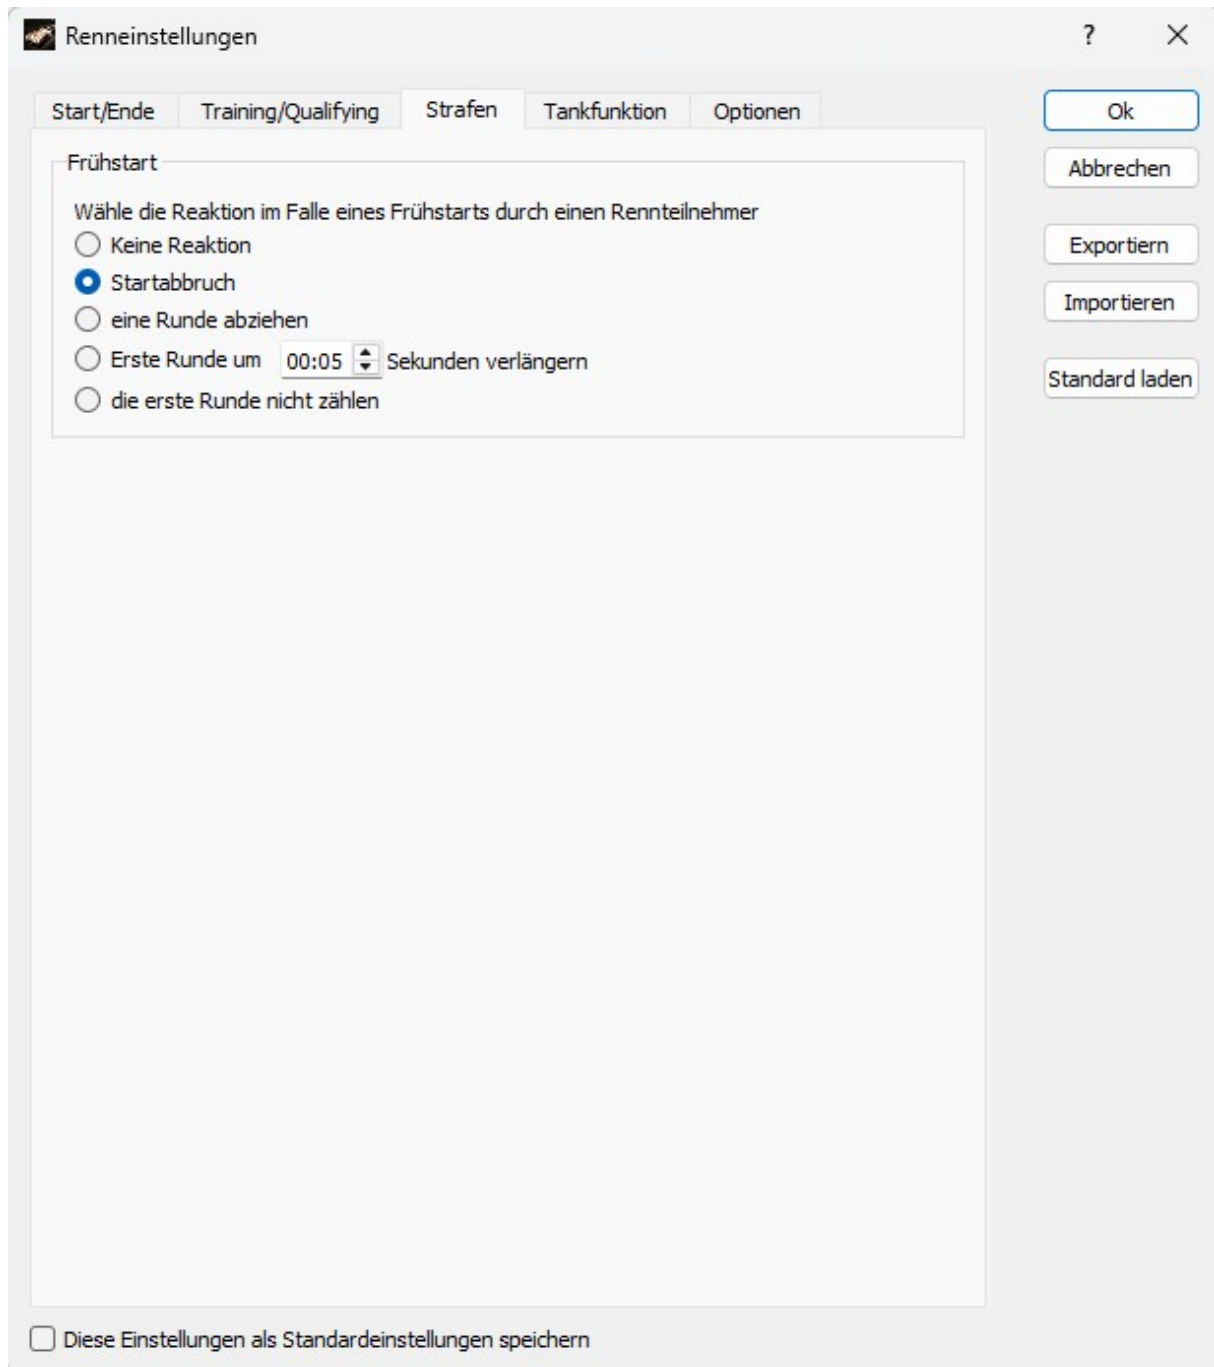 Renneinstellungen ?
Start/Ende Training/Qualifying Strafen Tankfunktion Optionen
Ok
Abbrechen
Exportiern
Importieren
Standard laden
Frühstart
Wähle die Reaktion im Falle eines Frühstarts durch einen Rennteilnehmer
Keine Reaktion
Startabbruch
eine Runde abziehen
Erste Runde um 00:05 Sekunden verlängern
die erste Runde nicht zählen
Diese Einstellungen als Standardeinstellungen speichern